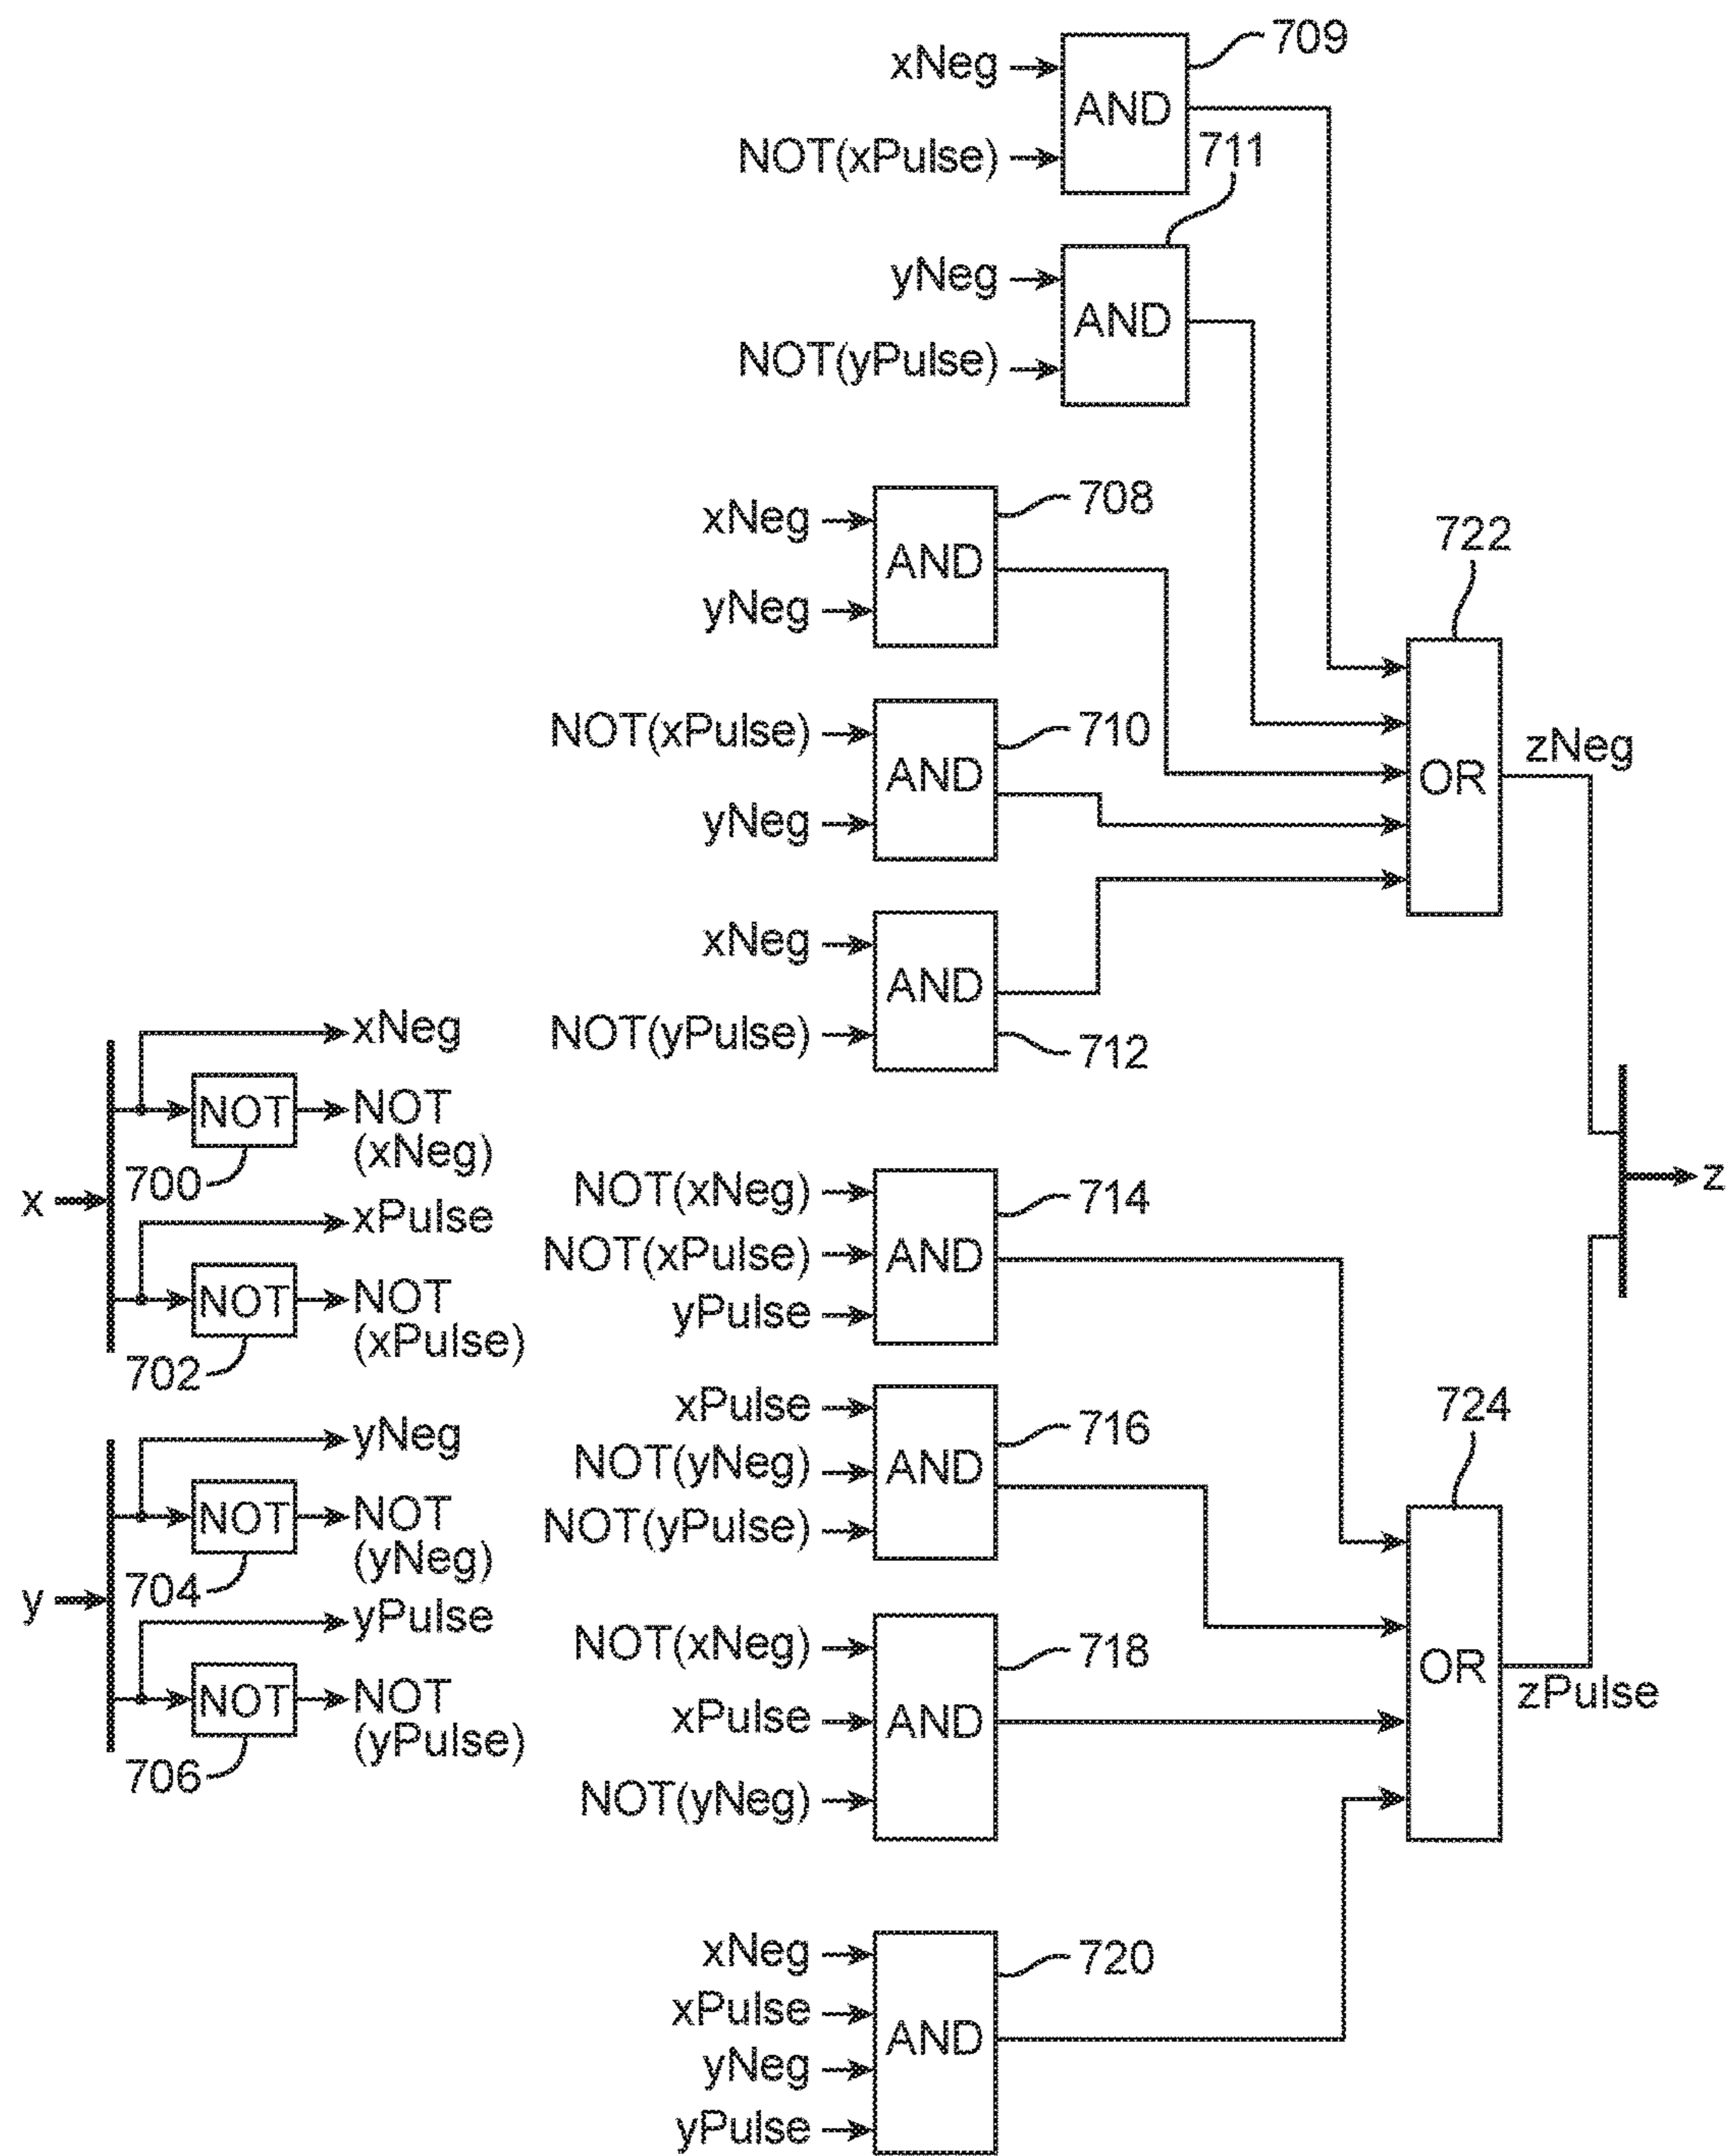 xNeg
NOT(xPulse)
AND
709
yNeg
NOT(yPulse)
AND
711
xNeg
yNeg
AND
708
NOT(xPulse)
yNeg
AND
710
xNeg
NOT(yPulse)
AND
712
722
OR
zNeg
x
xNeg
NOT
NOT
(xNeg)
700
xPulse
NOT
NOT
(xPulse)
702
y
yNeg
NOT
NOT
(yNeg)
704
yPulse
NOT
NOT
(yPulse)
706
NOT(xNeg)
NOT(xPulse)
yPulse
AND
714
xPulse
NOT(yNeg)
NOT(yPulse)
AND
716
NOT(xNeg)
xPulse
NOT(yNeg)
AND
718
xNeg
xPulse
yNeg
yPulse
AND
720
724
OR
zPulse
z